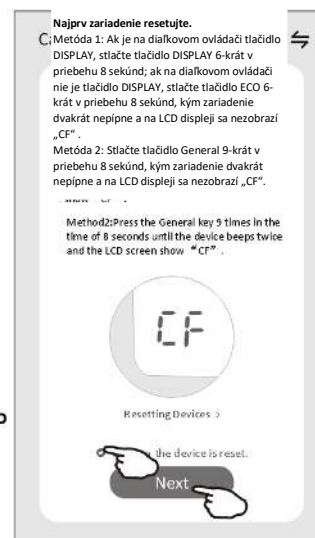 Najprv zariadenie resetujte.
Metóda 1: Ak je na diaľkovom ovládači tlačidlo
DISPLAY, stlačte tlačidlo DISPLAY 6-krát v
priebehu 8 sekúnd; ak na diaľkovom ovládači
nie je tlačidlo DISPLAY, stlačte tlačidlo ECO 6-
krát v priebehu 8 sekúnd, kým zariadenie
dvakrát nepípne a na LCD displeji sa nezobrazí
„CF“ .
Metóda 2: Stlačte tlačidlo General 9-krát v
priebehu 8 sekúnd, kým zariadenie dvakrát
nepípne a na LCD displeji sa nezobrazí „CF“.
Method2:Press the General key 9 times in the
time of 8 seconds until the device beeps twice
and the LCD screen show “CF” .
CF
Resetting Devices >
the device is reset.
Next